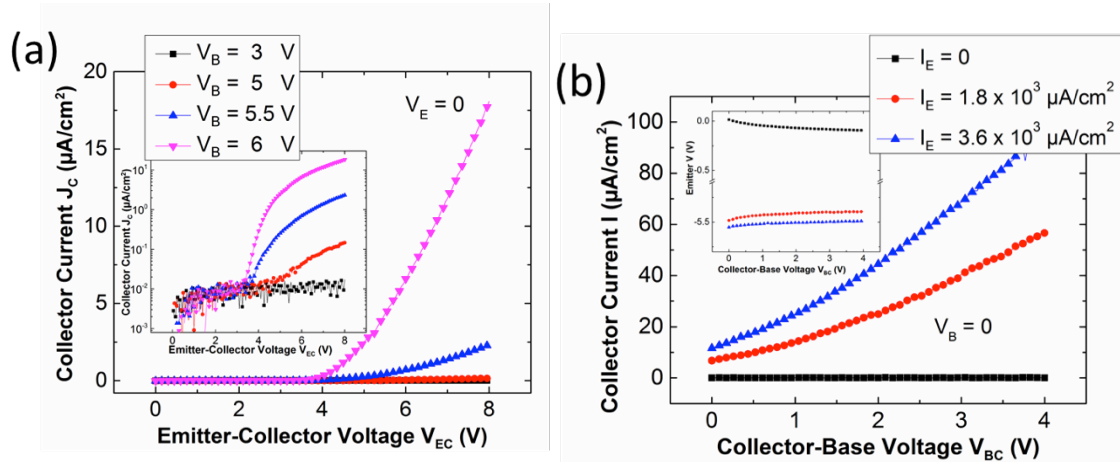 (a)
V_B = 3 V
V_B = 5 V
V_B = 5.5 V
V_B = 6 V
V_E = 0
Collector Current J_C (µA/cm²)
20
15
10
5
0
0 2 4 6 8
Emitter-Collector Voltage V_EC (V)
Collector Current J_C (µA/cm²)
10¹
10⁰
10⁻¹
10⁻²
10⁻³
0 1 2 3 4 5 6 7 8
Emitter-Collector Voltage V_EC (V)
(b)
I_E = 0
I_E = 1.8 x 10³ µA/cm²
I_E = 3.6 x 10³ µA/cm²
V_B = 0
Collector Current I (µA/cm²)
100
80
60
40
20
0
0 1 2 3 4
Collector-Base Voltage V_BC (V)
Emitter V (V)
0.0
-0.5
-5.5
0 1 2 3 4
Collector-Base Voltage V_BC (V)